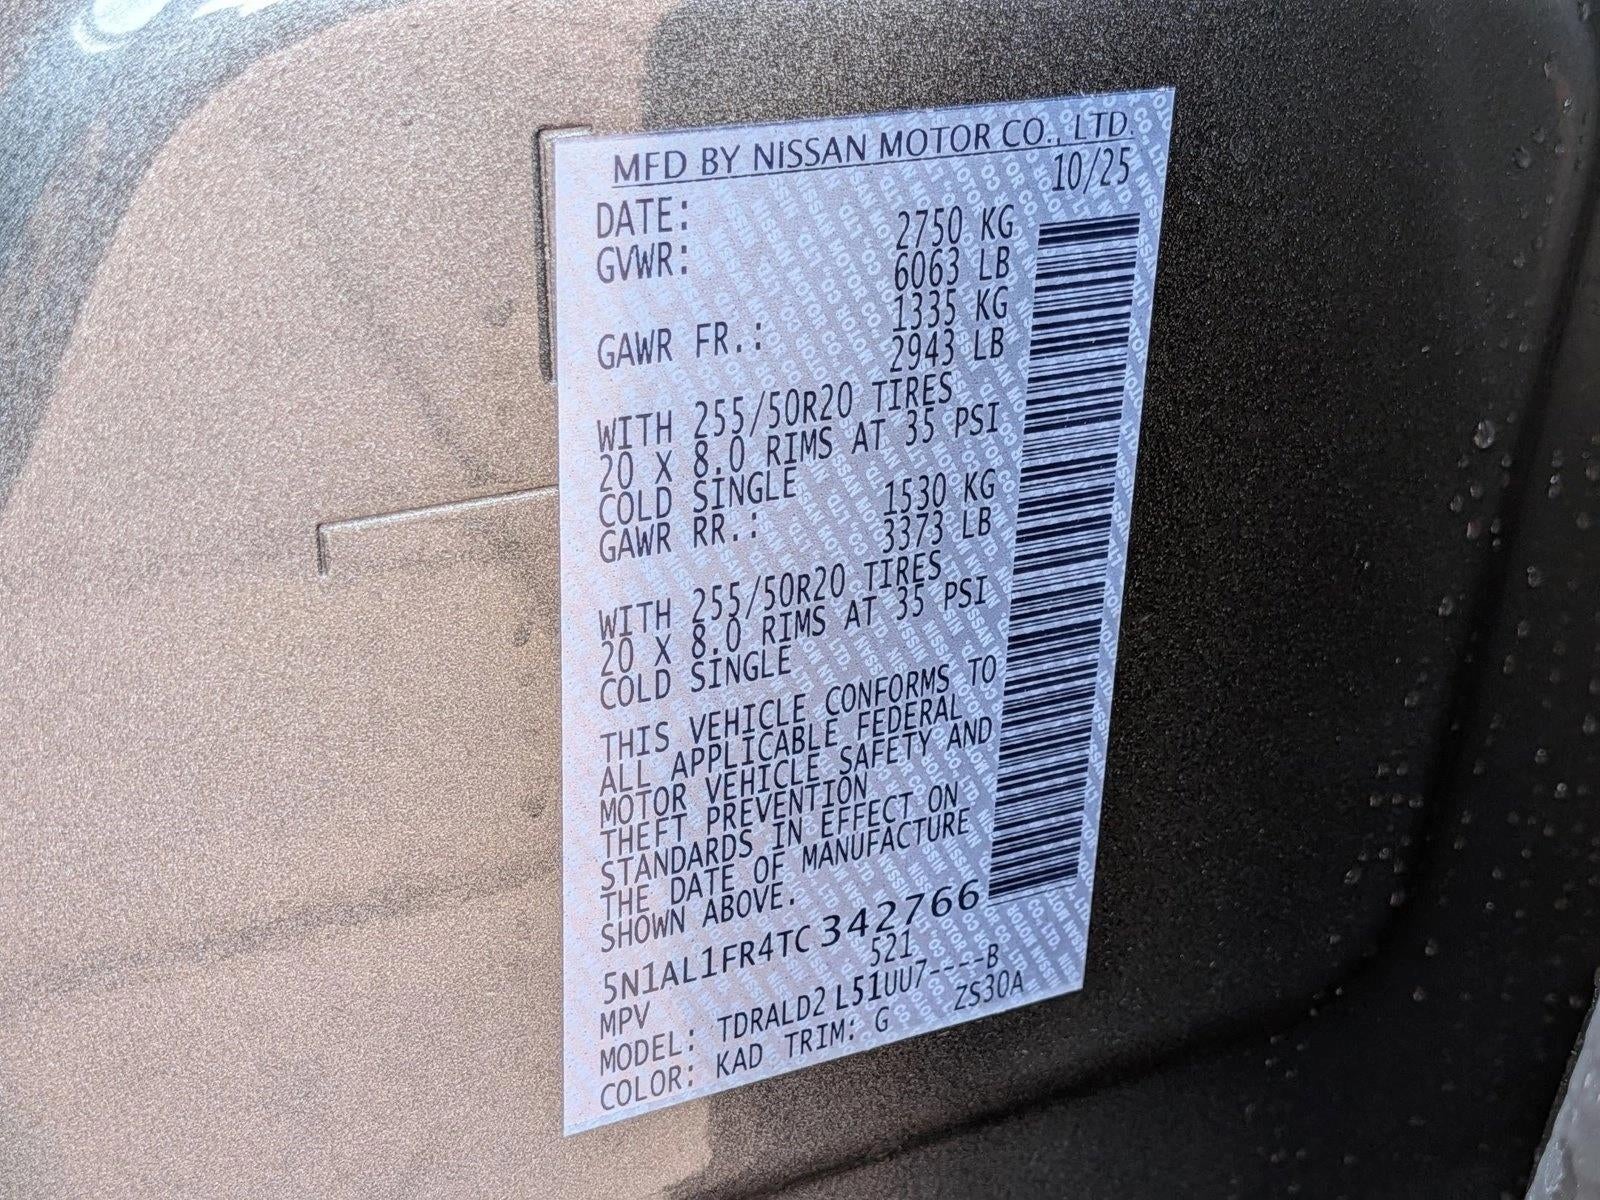 MFD BY NISSAN MOTOR CO., LTD.
DATE: 10/25
GVWR: 2750 KG
6063 LB
GAWR FR.: 1335 KG
2943 LB
WITH 255/50R20 TIRES
20 X 8.0 RIMS AT 35 PSI
COLD SINGLE
GAWR RR.: 1530 KG
3373 LB
WITH 255/50R20 TIRES
20 X 8.0 RIMS AT 35 PSI
COLD SINGLE
THIS VEHICLE CONFORMS TO
ALL APPLICABLE FEDERAL
MOTOR VEHICLE SAFETY AND
THEFT PREVENTION
STANDARDS IN EFFECT ON
THE DATE OF MANUFACTURE
SHOWN ABOVE.
5N1AL1FR4TC342766
MPV 521
MODEL: TDRALD2 L51UU7----B
COLOR: KAD TRIM: G ZS30A